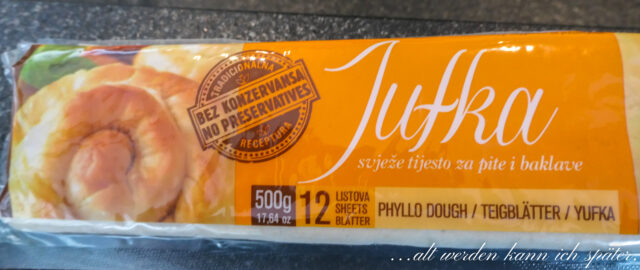 TRADICIONALNA
BEZ KONZERVANSA
NO PRESERVATIVES
RECEPTURA
Jufka
svježe tijesto za pite i baklave
500g
17,64 oz
12
LISTOVA
SHEETS
BLÄTTER
PHYLLO DOUGH / TEIGBLÄTTER / YUFKA
...alt werden kann ich später.